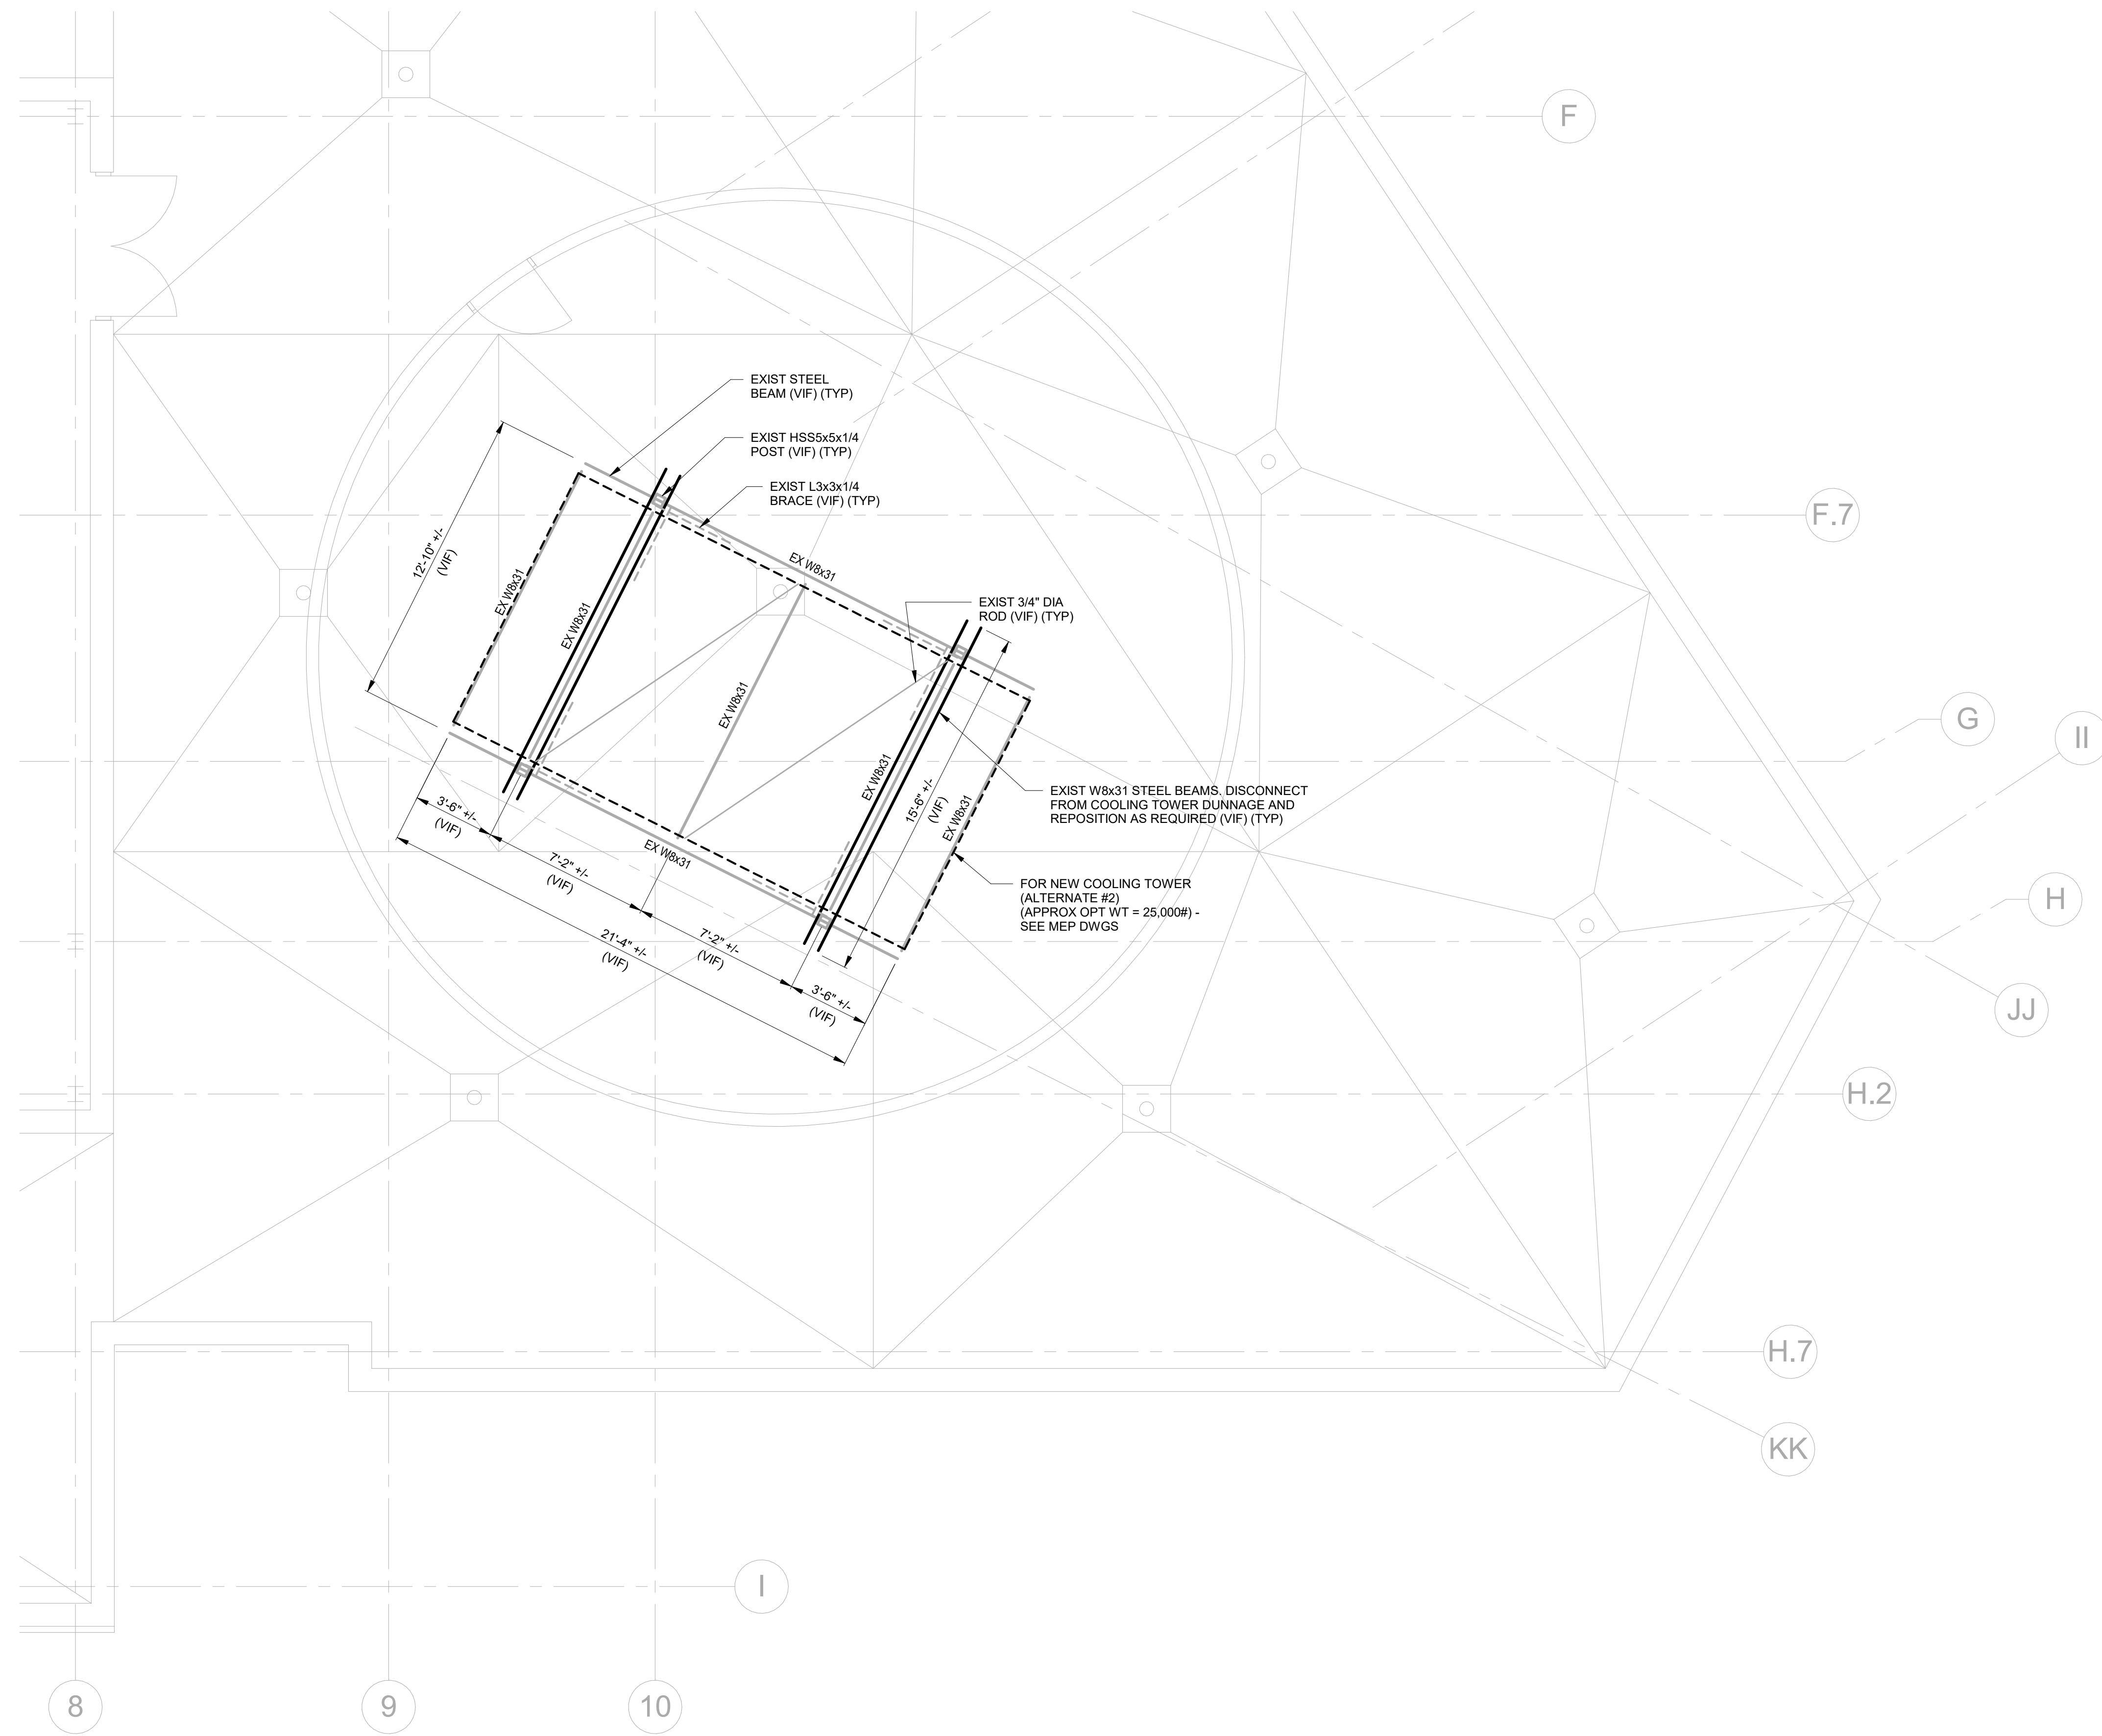 F
EXIST STEEL
BEAM (VIF) (TYP)
EXIST HSS5x5x1/4
POST (VIF) (TYP)
EXIST L3x3x1/4
BRACE (VIF) (TYP)
F.7
12'-10" +/-
(VIF)
EX W8x31
EX W8x31
EX W8x31
EXIST 3/4" DIA
ROD (VIF) (TYP)
EX W8x31
G
II
EX W8x31
15'-6" +/-
(VIF)
EX W8x31
EXIST W8x31 STEEL BEAMS. DISCONNECT
FROM COOLING TOWER DUNNAGE AND
REPOSITION AS REQUIRED (VIF) (TYP)
3'-6" +/-
(VIF)
EX W8x31
7'-2" +/-
(VIF)
FOR NEW COOLING TOWER
(ALTERNATE #2)
(APPROX OPT WT = 25,000#) -
SEE MEP DWGS
H
21'-4" +/-
(VIF)
7'-2" +/-
(VIF)
3'-6" +/-
(VIF)
JJ
H.2
H.7
KK
I
8
9
10